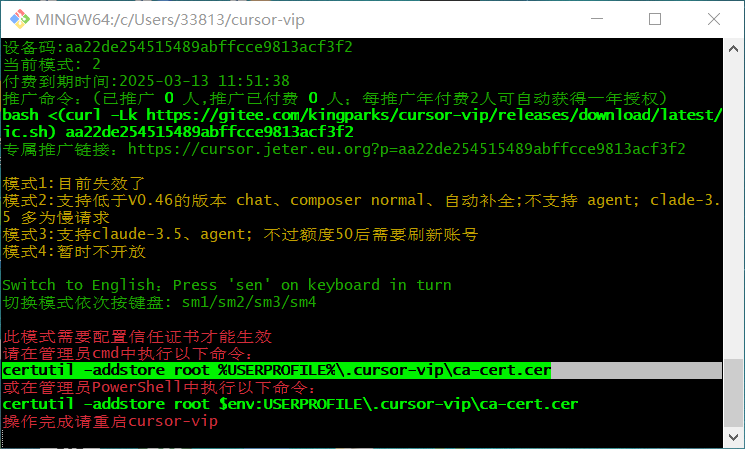 MINGW64:/c/Users/33813/cursor-vip
设备码:aa22de254515489abffcce9813acf3f2
当前模式: 2
付费到期时间:2025-03-13 11:51:38
推广命令：(已推广 0 人,推广已付费 0 人；每推广年付费2人可自动获得一年授权)
bash <(curl -Lk https://gitee.com/kingparks/cursor-vip/releases/download/latest/
ic.sh) aa22de254515489abffcce9813acf3f2
专属推广链接：https://cursor.jeter.eu.org?p=aa22de254515489abffcce9813acf3f2
模式1:目前失效了
模式2:支持低于V0.46的版本 chat、composer normal、自动补全;不支持 agent; clade-3.
5 多为慢请求
模式3:支持claude-3.5、agent; 不过额度50后需要刷新账号
模式4:暂时不开放
Switch to English：Press 'sen' on keyboard in turn
切换模式依次按键盘: sm1/sm2/sm3/sm4
此模式需要配置信任证书才能生效
请在管理员cmd中执行以下命令：
certutil -addstore root %USERPROFILE%\.cursor-vip\ca-cert.cer
或在管理员PowerShell中执行以下命令：
certutil -addstore root $env:USERPROFILE\.cursor-vip\ca-cert.cer
操作完成请重启cursor-vip